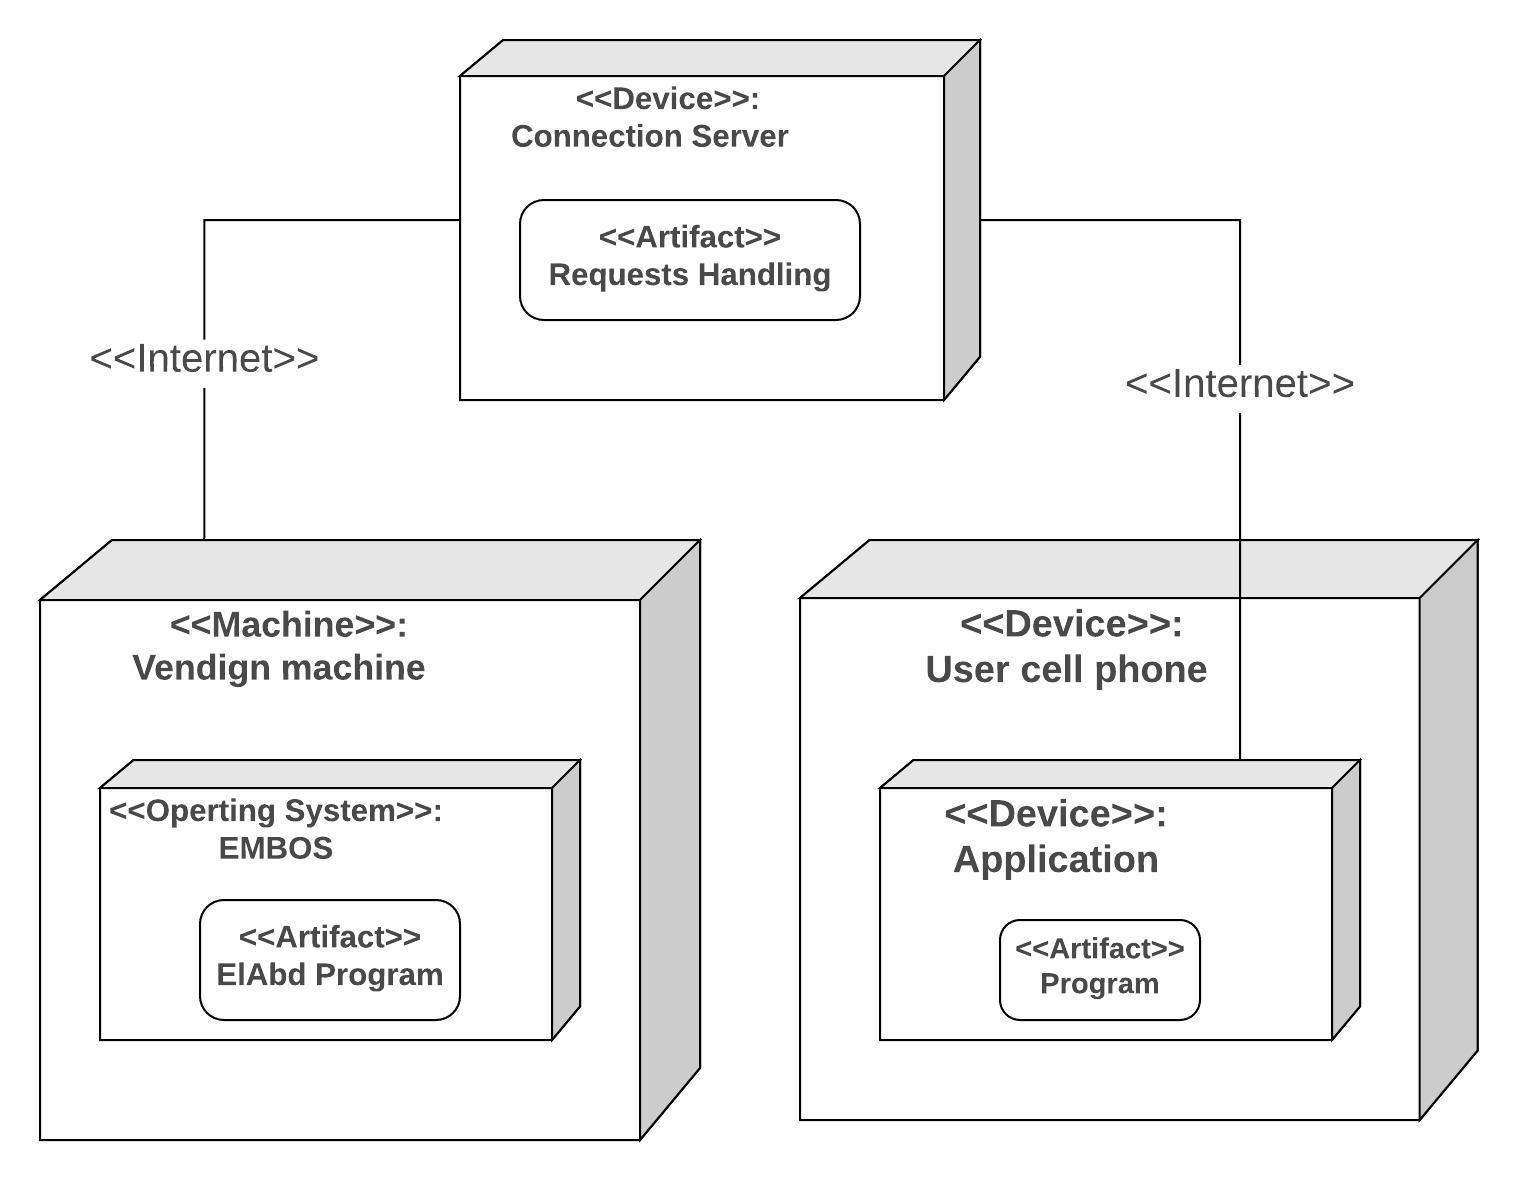 <<Device>>:
Connection Server
<<Artifact>>
Requests Handling
<<Internet>>
<<Internet>>
<<Machine>>:
Vendign machine
<<Operting System>>:
EMBOS
<<Artifact>>
ElAbd Program
<<Device>>:
User cell phone
<<Device>>:
Application
<<Artifact>>
Program